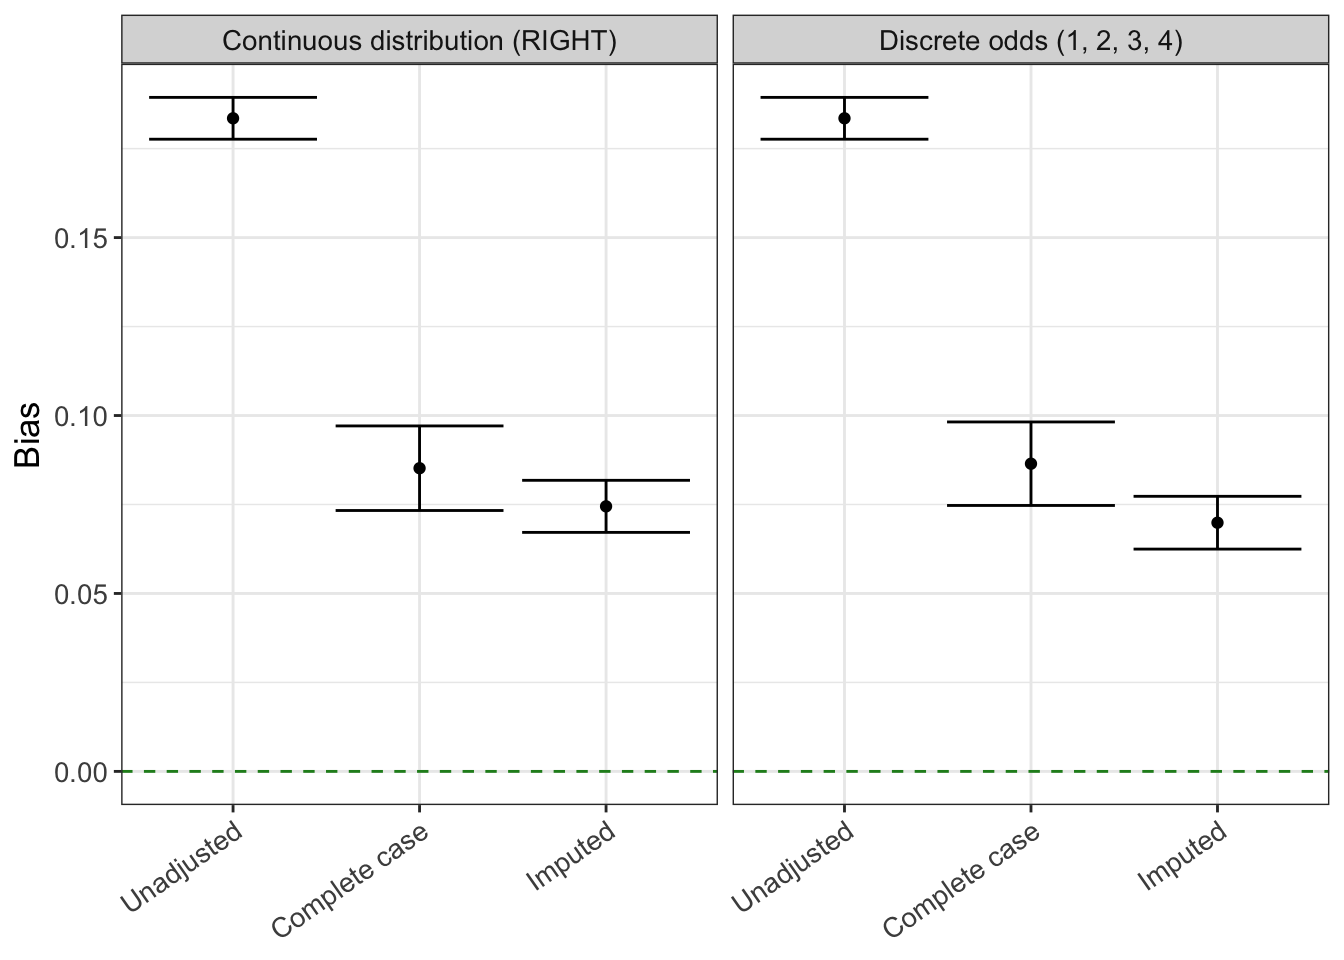 Continuous distribution (RIGHT)
Discrete odds (1, 2, 3, 4)
Bias
0.15
0.10
0.05
0.00
Unadjusted
Complete case
Imputed
Unadjusted
Complete case
Imputed